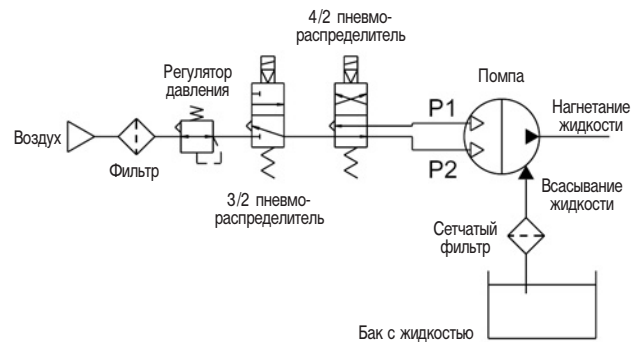 4/2 пневмо-
распределитель
Регулятор
давления
Помпа
P1
Нагнетание
жидкости
Воздух
Фильтр
P2
3/2 пневмо-
распределитель
Всасывание
жидкости
Сетчатый
фильтр
Бак с жидкостью